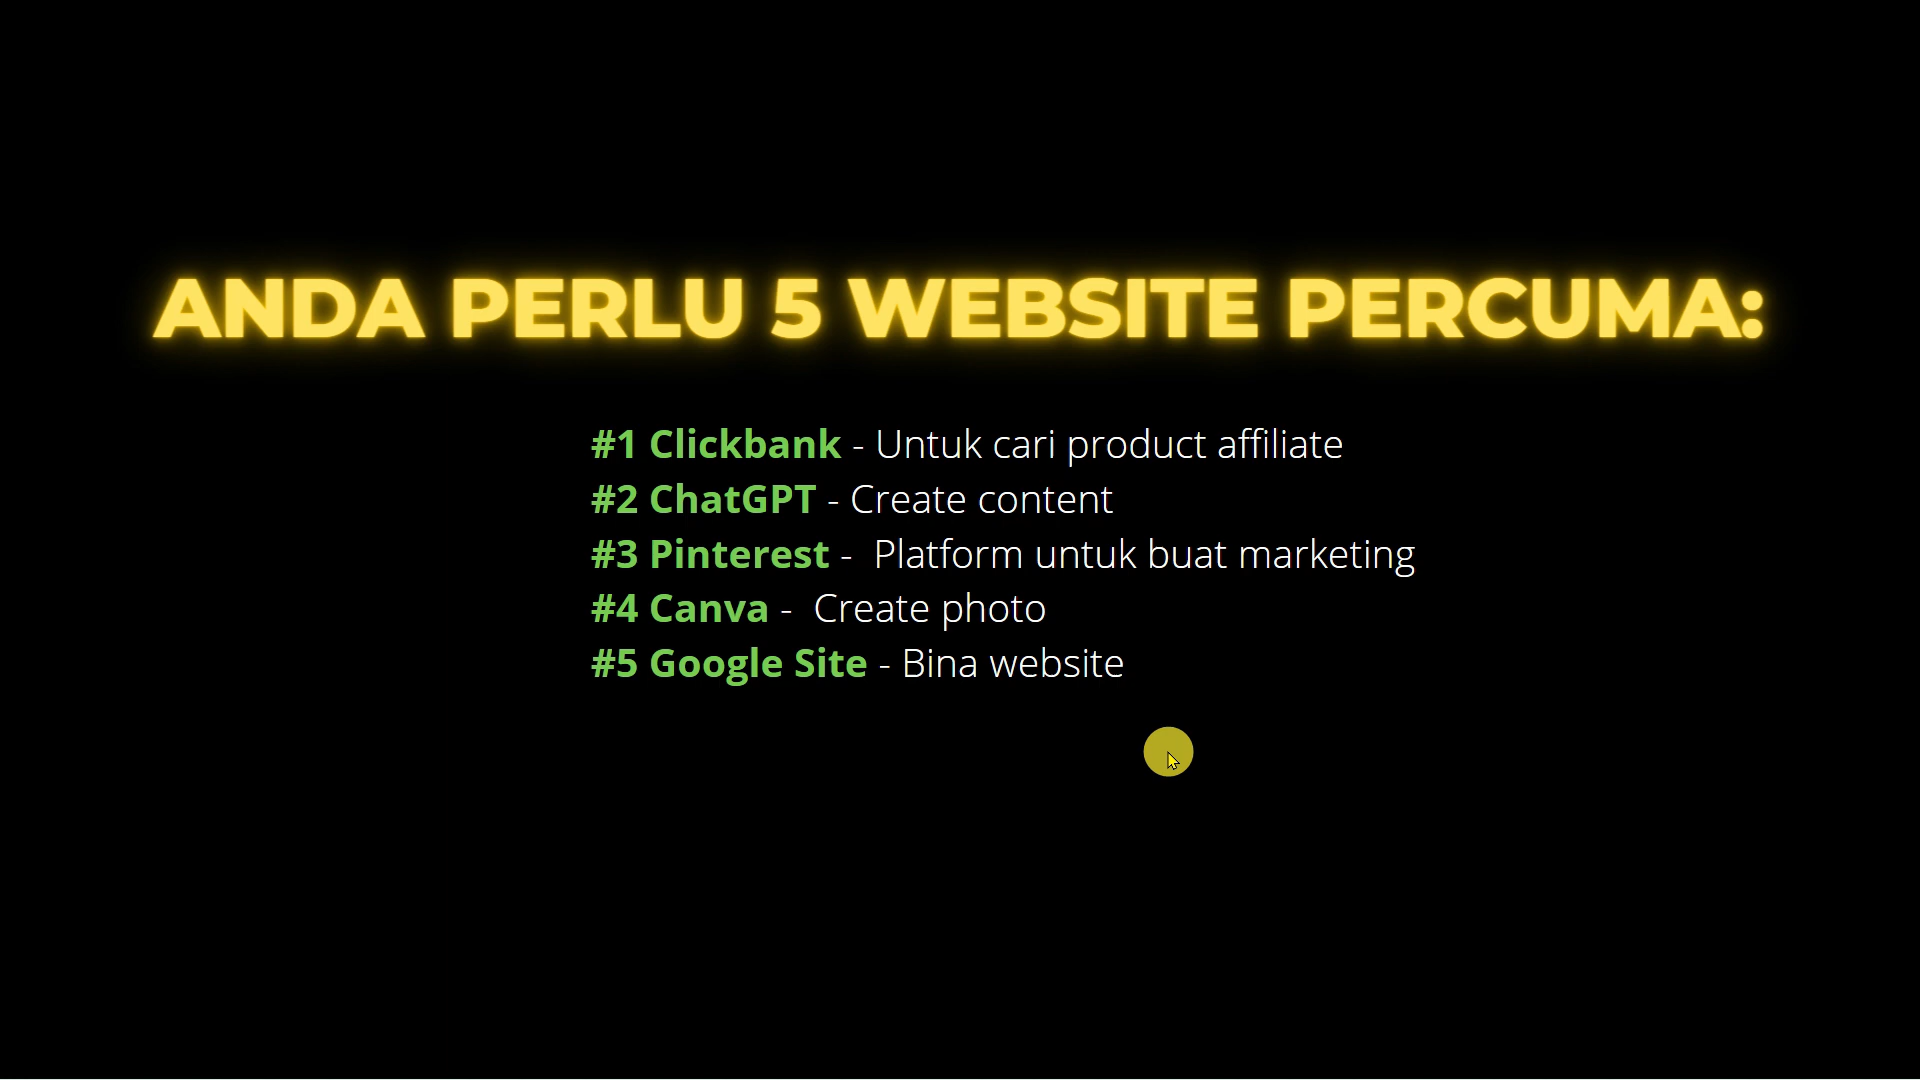 ANDA PERLU 5 WEBSITE PERCUMA:
#1 Clickbank - Untuk cari product affiliate
#2 ChatGPT - Create content
#3 Pinterest - Platform untuk buat marketing
#4 Canva - Create photo
#5 Google Site - Bina website